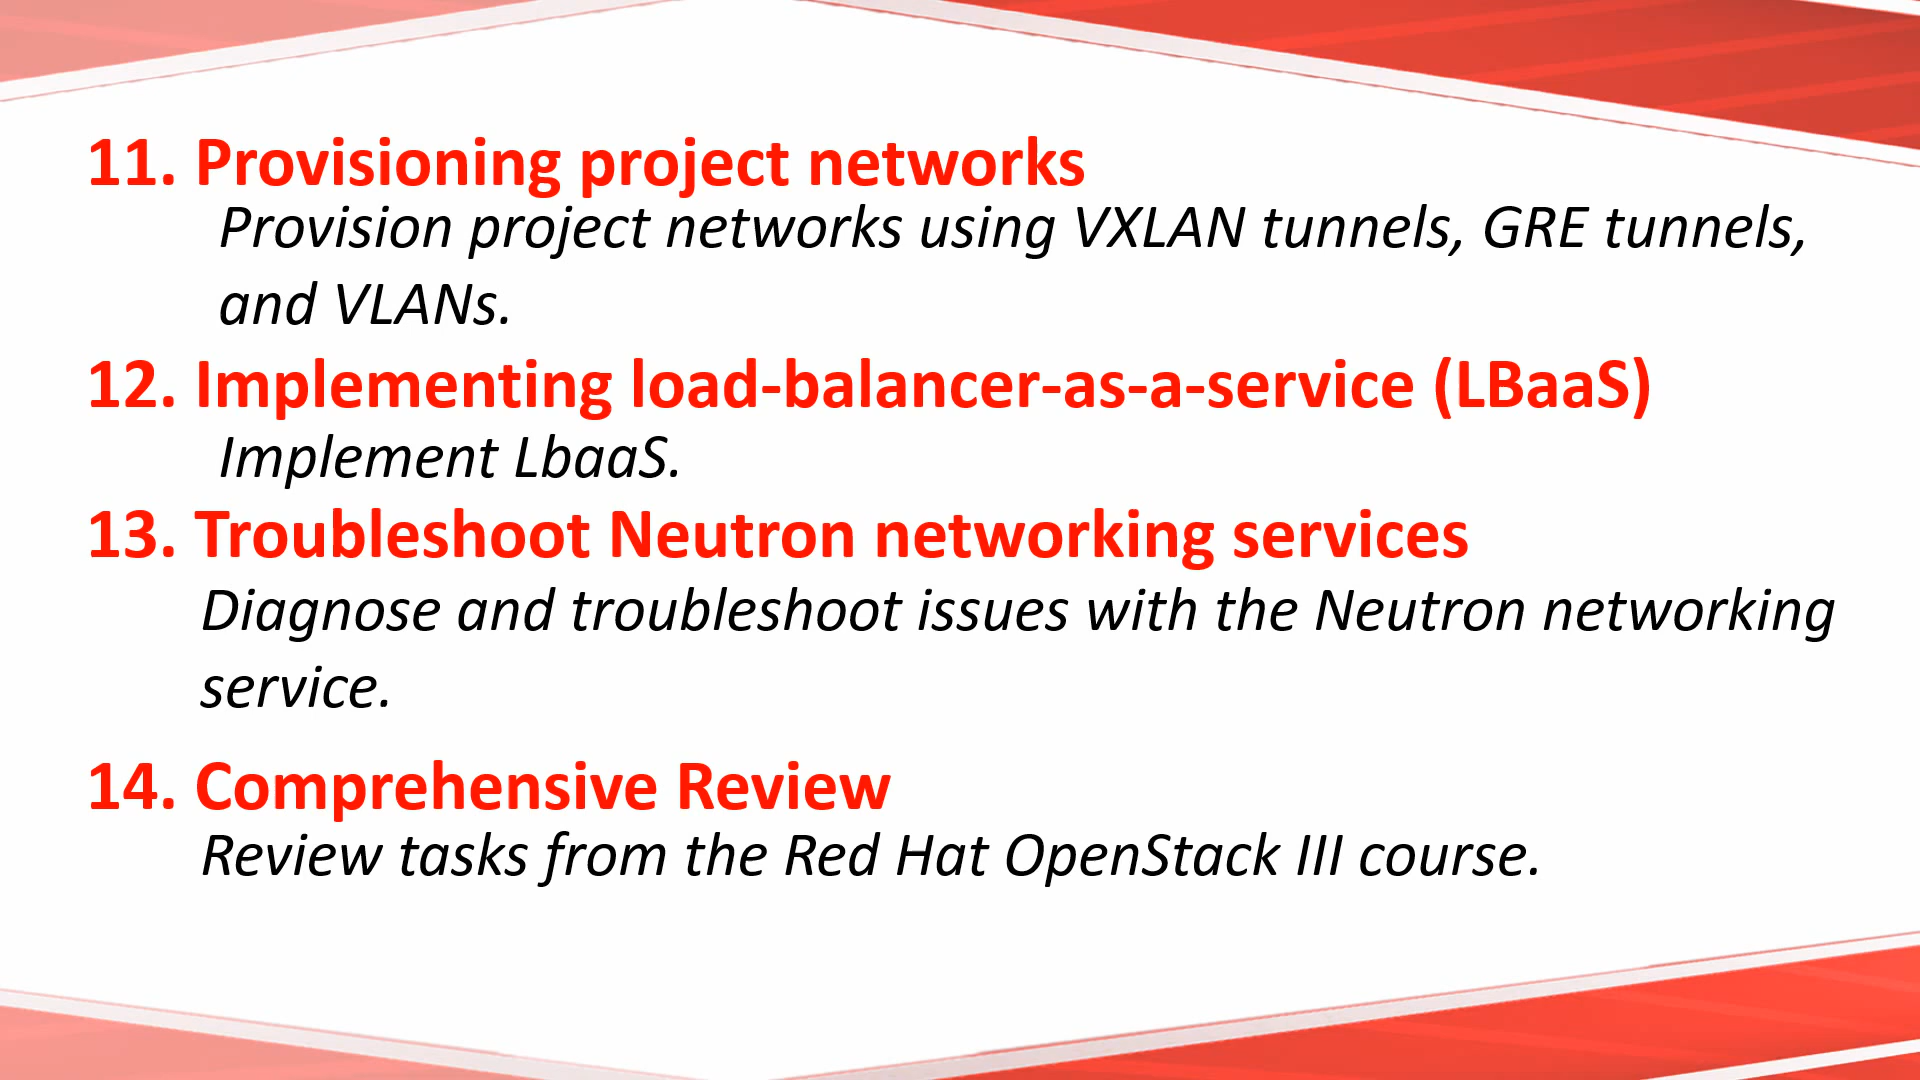 11. Provisioning project networks
Provision project networks using VXLAN tunnels, GRE tunnels,
and VLANs.
12. Implementing load-balancer-as-a-service (LBaaS)
Implement LbaaS.
13. Troubleshoot Neutron networking services
Diagnose and troubleshoot issues with the Neutron networking
service.
14. Comprehensive Review
Review tasks from the Red Hat OpenStack III course.